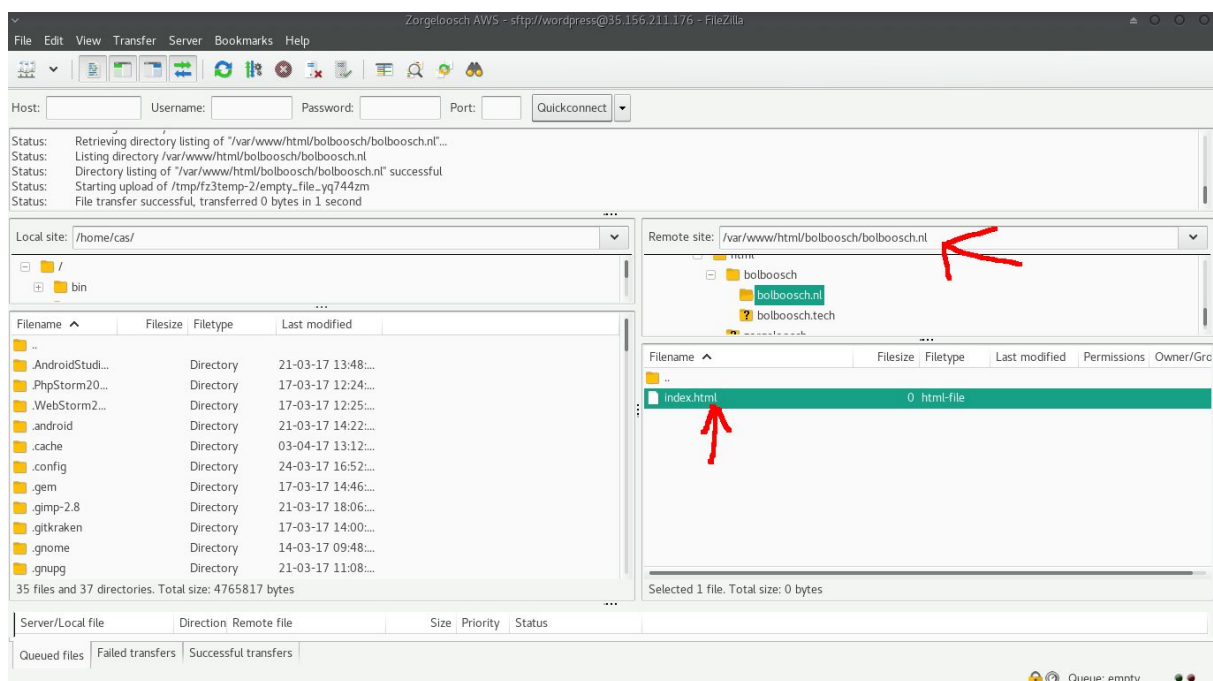 Zorgeloosch AWS - sftp://wordpress@35.156.211.176 - FileZilla
File Edit View Transfer Server Bookmarks Help
Host: Username: Password: Port: Quickconnect
Status: Retrieving directory listing of "/var/www/html/bolboosch/bolboosch.nl"...
Status: Listing directory /var/www/html/bolboosch/bolboosch.nl
Status: Directory listing of "/var/www/html/bolboosch/bolboosch.nl" successful
Status: Starting upload of /tmp/fz3temp-2/empty_file_yq744zm
Status: File transfer successful, transferred 0 bytes in 1 second
Local site: /home/cas/
/
bin
Filename Filesize Filetype Last modified
..
.AndroidStudi... Directory 21-03-17 13:48:...
.PhpStorm20... Directory 17-03-17 12:24:...
.WebStorm2... Directory 17-03-17 12:25:...
.android Directory 21-03-17 14:22:...
.cache Directory 03-04-17 13:12:...
.config Directory 24-03-17 16:52:...
.gem Directory 17-03-17 14:46:...
.gimp-2.8 Directory 21-03-17 18:06:...
.gitkraken Directory 17-03-17 14:00:...
.gnome Directory 14-03-17 09:48:...
.gnupg Directory 21-03-17 11:08:...
35 files and 37 directories. Total size: 4765817 bytes
Remote site: /var/www/html/bolboosch/bolboosch.nl
html
bolboosch
bolboosch.nl
bolboosch.tech
Filename Filesize Filetype Last modified Permissions Owner/Gro
..
index.html 0 html-file
Selected 1 file. Total size: 0 bytes
Server/Local file Direction Remote file Size Priority Status
Queued files Failed transfers Successful transfers
Queue: empty